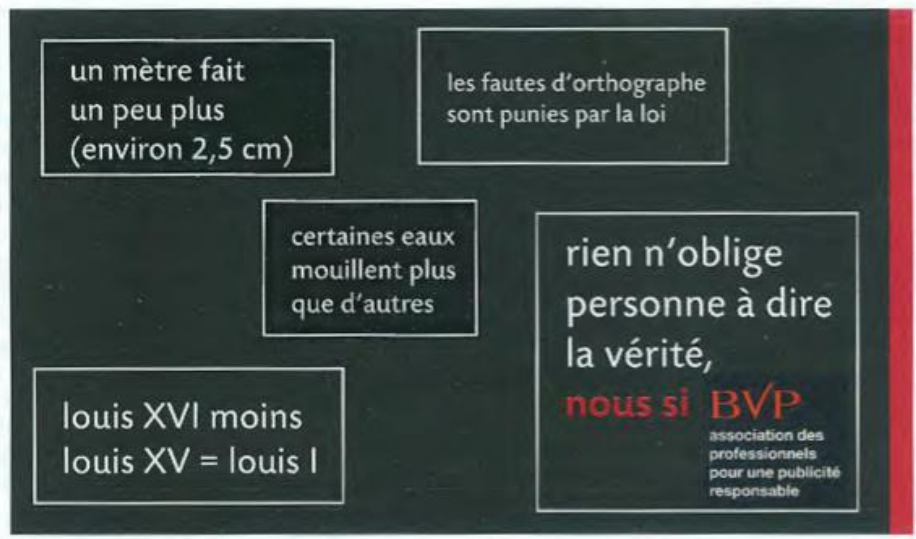 un mètre fait
un peu plus
(environ 2,5 cm)
les fautes d'orthographe
sont punies par la loi
certaines eaux
mouillent plus
que d'autres
louis XVI moins
louis XV = louis I
rien n'oblige
personne à dire
la vérité,
nous si BVP
association des
professionnels
pour une publicité
responsable